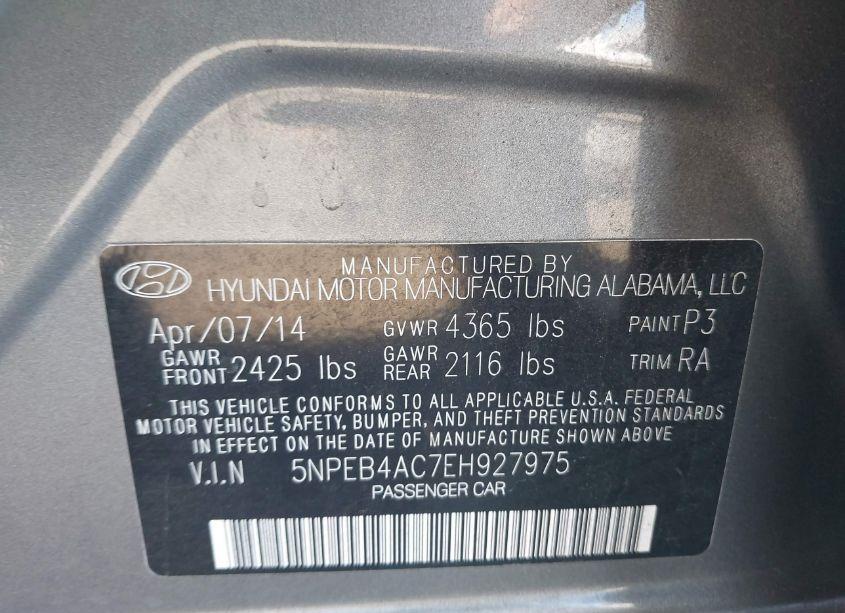 MANUFACTURED BY
HYUNDAI MOTOR MANUFACTURING ALABAMA, LLC
Apr/07/14 GVWR 4365 lbs PAINT P3
GAWR FRONT 2425 lbs GAWR REAR 2116 lbs TRIM RA
THIS VEHICLE CONFORMS TO ALL APPLICABLE U.S.A. FEDERAL
MOTOR VEHICLE SAFETY, BUMPER, AND THEFT PREVENTION STANDARDS
IN EFFECT ON THE DATE OF MANUFACTURE SHOWN ABOVE
V.I.N 5NPEB4AC7EH927975
PASSENGER CAR